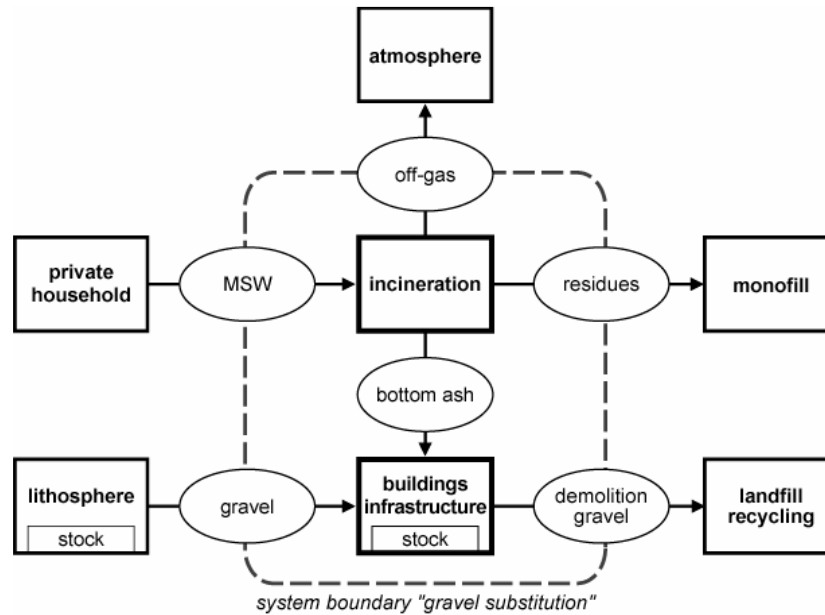 atmosphere
off-gas
private
household
MSW
incineration
residues
monofill
bottom ash
lithosphere
stock
gravel
buildings
infrastructure
stock
demolition
gravel
landfill
recycling
system boundary "gravel substitution"